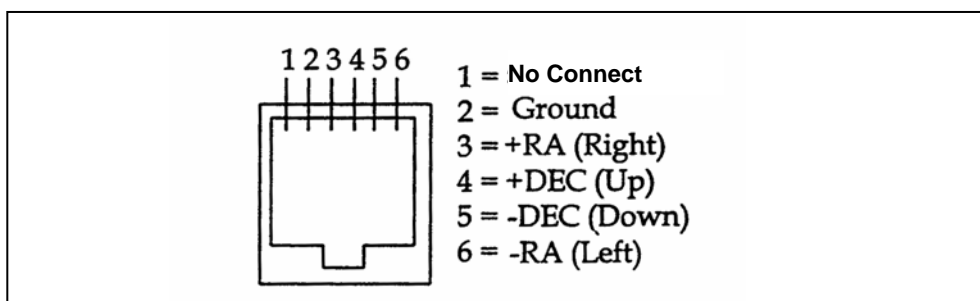 1 2 3 4 5 6
1 = No Connect
2 = Ground
3 = +RA (Right)
4 = +DEC (Up)
5 = -DEC (Down)
6 = -RA (Left)